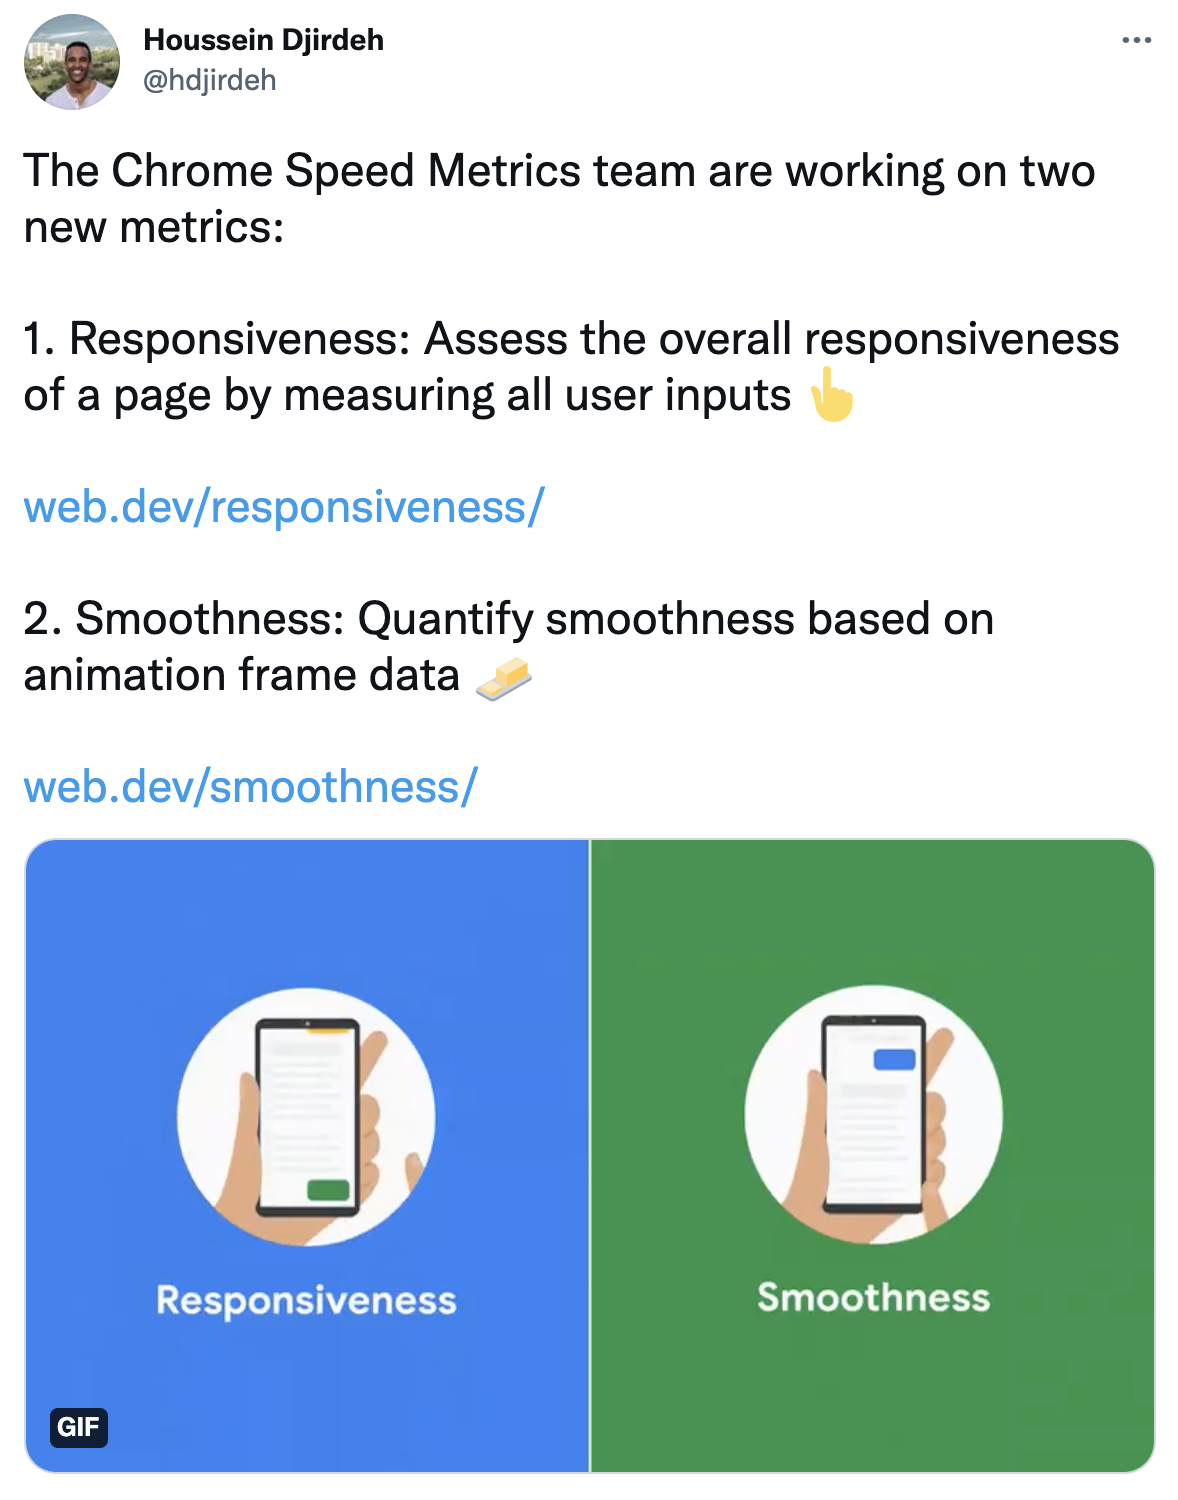 Houssein Djirdeh
@hdjirdeh
The Chrome Speed Metrics team are working on two
new metrics:
1. Responsiveness: Assess the overall responsiveness
of a page by measuring all user inputs 👆
web.dev/responsiveness/
2. Smoothness: Quantify smoothness based on
animation frame data 🧈
web.dev/smoothness/
Responsiveness
Smoothness
GIF